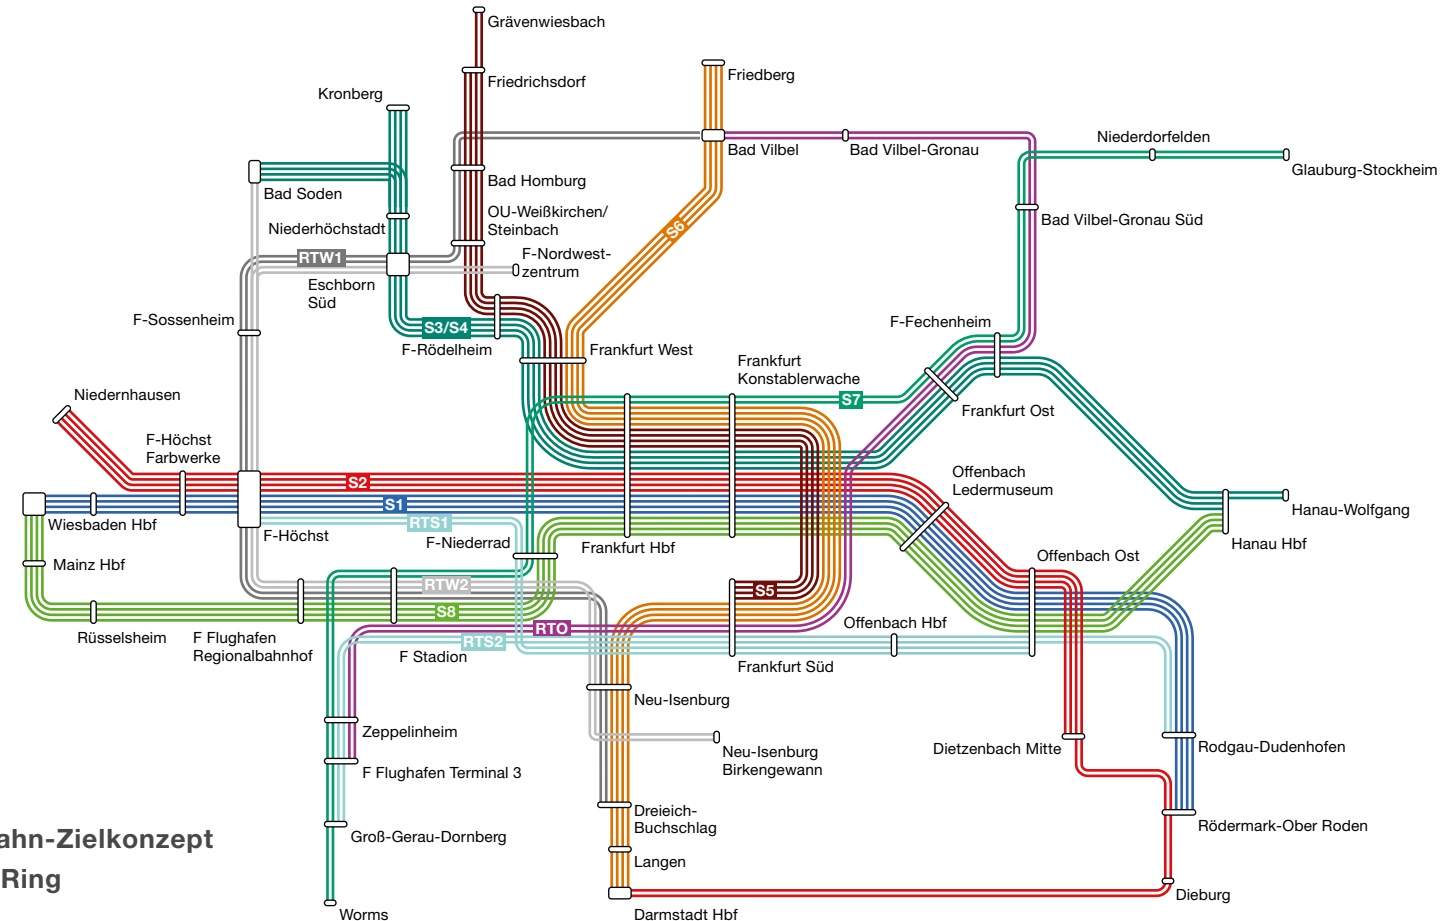 Grävenwiesbach
Friedrichsdorf
Friedberg
Kronberg
Niederdorfelden
Bad Vilbel
Bad Vilbel-Gronau
Glauburg-Stockheim
Bad Homburg
Bad Soden
OU-Weißkirchen/
Steinbach
Bad Vilbel-Gronau Süd
Niederhöchstadt
S6
RTW1
F-Nordwest-
zentrum
Eschborn
Süd
F-Sossenheim
S3/S4
F-Fechenheim
F-Rödelheim
Frankfurt West
Frankfurt
Konstablerwache
Niedernhausen
S7
Frankfurt Ost
F-Höchst
Farbwerke
Offenbach
Ledermuseum
S2
S1
Hanau-Wolfgang
Wiesbaden Hbf
RTS1
F-Höchst
F-Niederrad
Frankfurt Hbf
Hanau Hbf
Mainz Hbf
Offenbach Ost
RTW2
S5
S8
Rüsselsheim
F Flughafen
Regionalbahnhof
RTO
Offenbach Hbf
RTS2
F Stadion
Frankfurt Süd
Neu-Isenburg
Zeppelinheim
Neu-Isenburg
Birkengewann
Dietzenbach Mitte
Rodgau-Dudenhofen
F Flughafen Terminal 3
Dreieich-
Buchschlag
Rödermark-Ober Roden
Groß-Gerau-Dornberg
ahn-Zielkonzept
Ring
Langen
Dieburg
Worms
Darmstadt Hbf